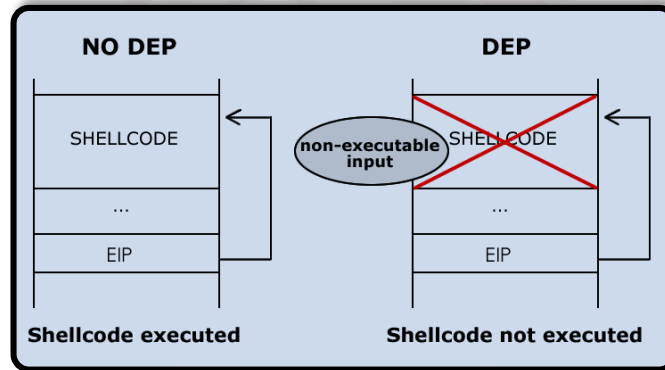 NO DEP
SHELLCODE
...
EIP
Shellcode executed
DEP
non-executable
input
SHELLCODE
...
EIP
Shellcode not executed